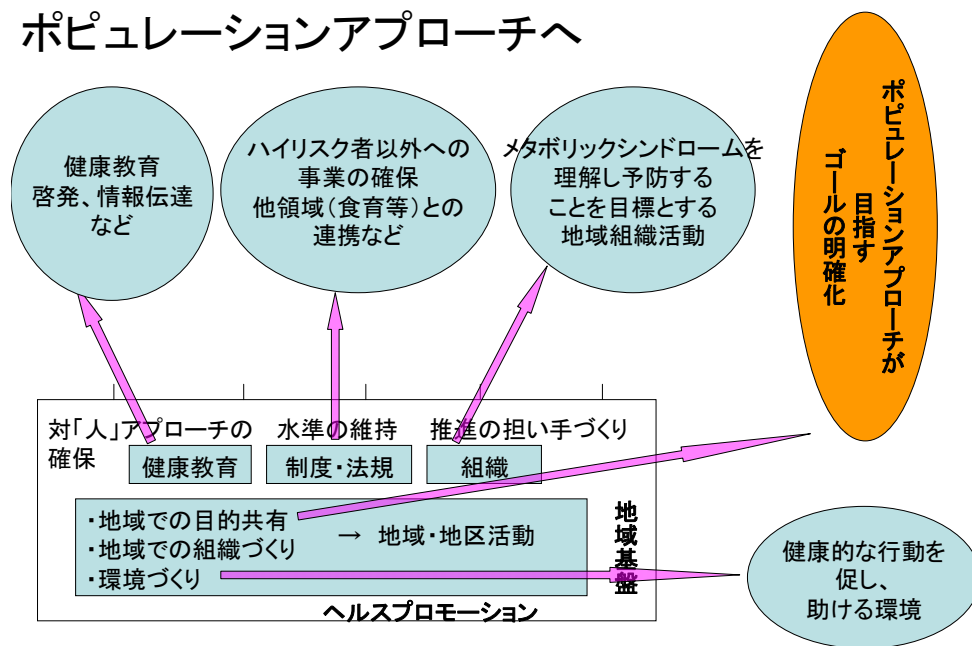 ポピュレーションアプローチへ
健康教育
啓発、情報伝達
など
ハイリスク者以外への
事業の確保
他領域（食育等）との
連携など
メタボリックシンドロームを
理解し予防する
ことを目標とする
地域組織活動
ポピュレーションアプローチが
目指す
ゴールの明確化
対「人」アプローチの
確保
水準の維持
推進の担い手づくり
健康教育
制度・法規
組織
・地域での目的共有
・地域での組織づくり
・環境づくり
→ 地域・地区活動
地域基盤
ヘルスプロモーション
健康的な行動を
促し、
助ける環境